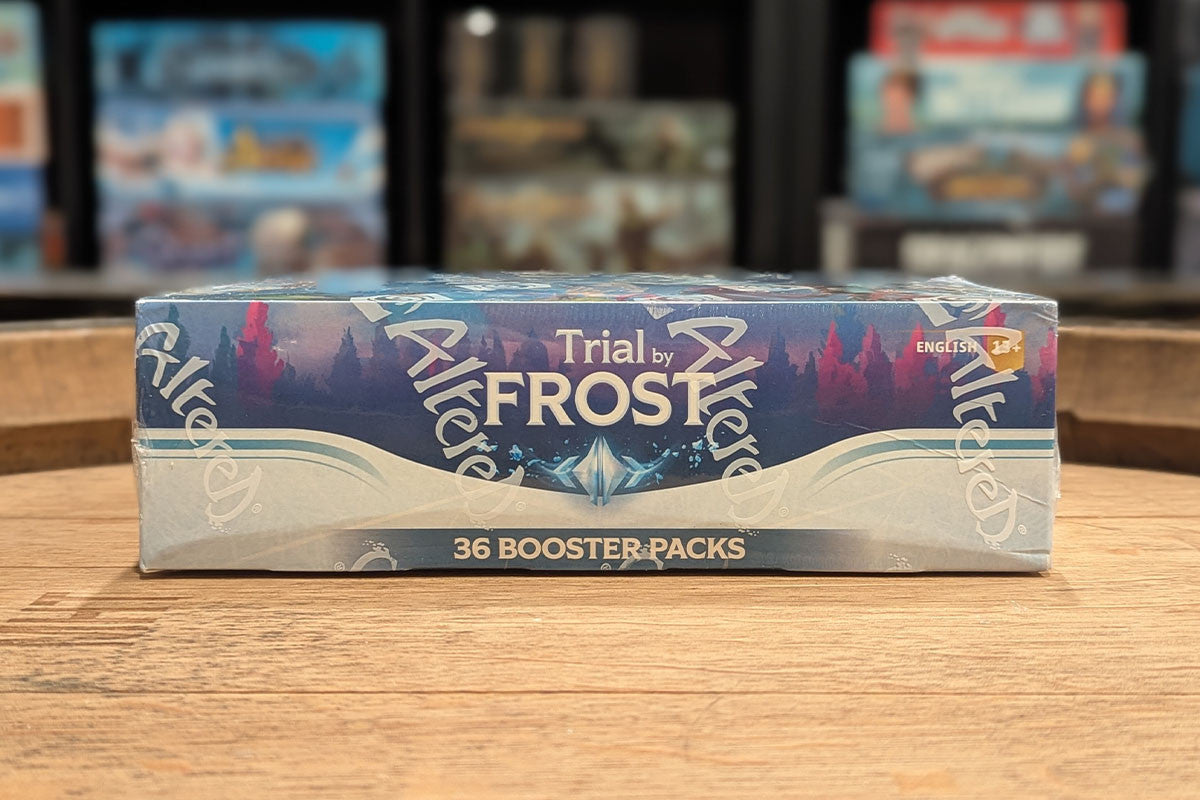 Trial by
FROST
ENGLISH 13+
Altered®
Altered®
Altered®
Altered®
36 BOOSTER PACKS